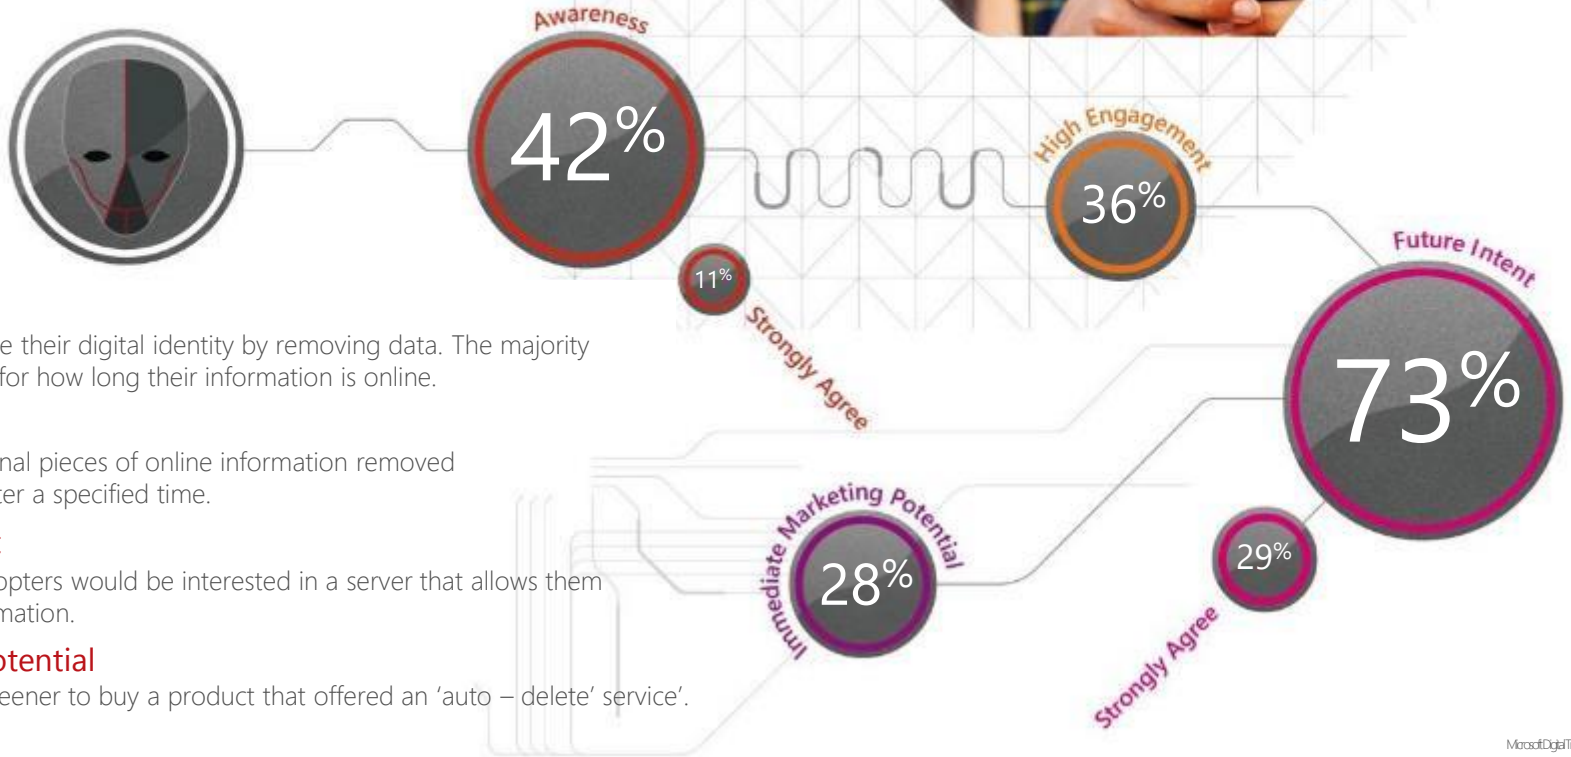 Awareness
42%
High Engagement
36%
11%
Strongly Agree
Future Intent
73%
e their digital identity by removing data. The majority
for how long their information is online.
nal pieces of online information removed
ter a specified time.
opters would be interested in a server that allows them
mation.
otential
eener to buy a product that offered an ‘auto – delete’ service’.
Immediate Marketing Potential
28%
29%
Strongly Agree
MicrosoftDigitalT